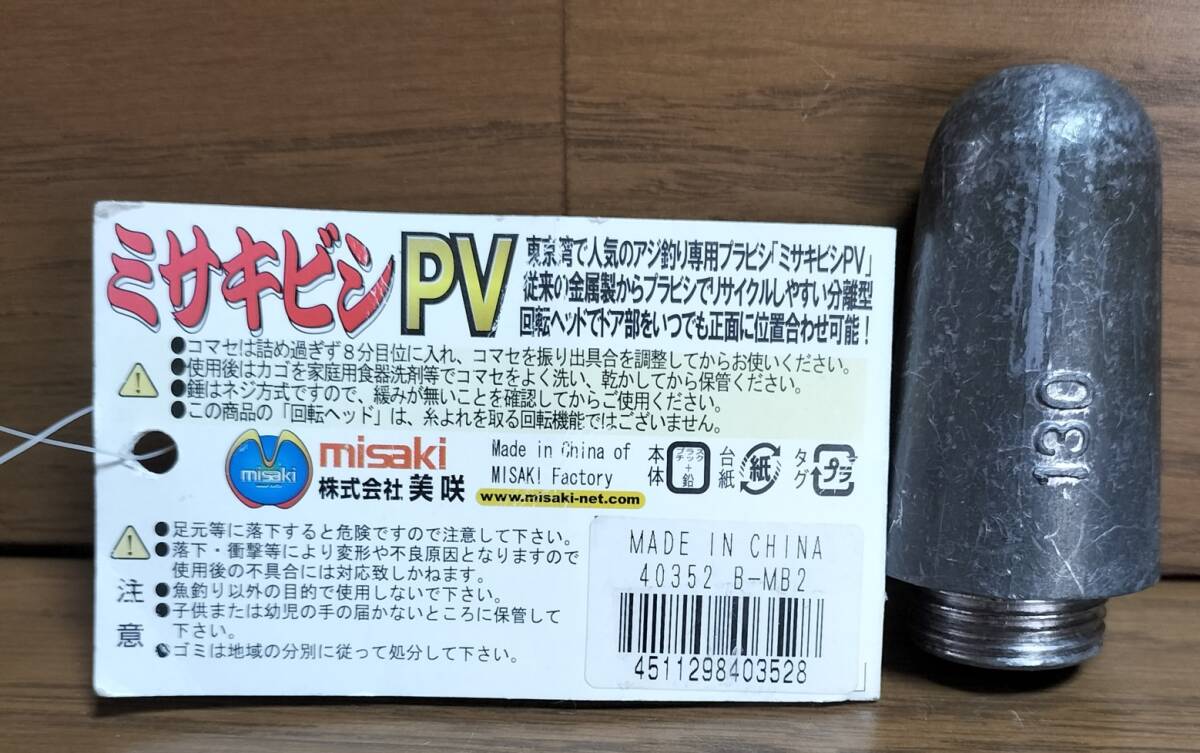 ミサキビシPV
東京湾で人気のアジ釣り専用プラビシ「ミサキビシPV」
従来の金属製からプラビシでリサイクルしやすい分離型
回転ヘッドでドア部をいつでも正面に位置合わせ可能！
●コマセは詰め過ぎず８分目位に入れ、コマセを振り出具合を調整してからお使いください。
●使用後はカゴを家庭用食器洗剤等でコマセをよく洗い、乾かしてから保管ください。
●錘はネジ方式ですので、緩みが無いことを確認してからご使用ください。
●この商品の「回転ヘッド」は、糸よれを取る回転機能ではございません。
misaki
misaki
株式会社 美咲
Made in China of
MISAKI Factory
www.misaki-net.com
本体
プラスチック+鉛
台紙
紙
タグ
プラ
注意
●足元等に落下すると危険ですので注意して下さい。
●落下・衝撃等により変形や不良原因となりますので
使用後の不具合には対応致しかねます。
●魚釣り以外の目的で使用しないで下さい。
●子供または幼児の手の届かないところに保管して
下さい。
●ゴミは地域の分別に従って処分して下さい。
MADE IN CHINA
40352 B-MB2
4511298403528
130